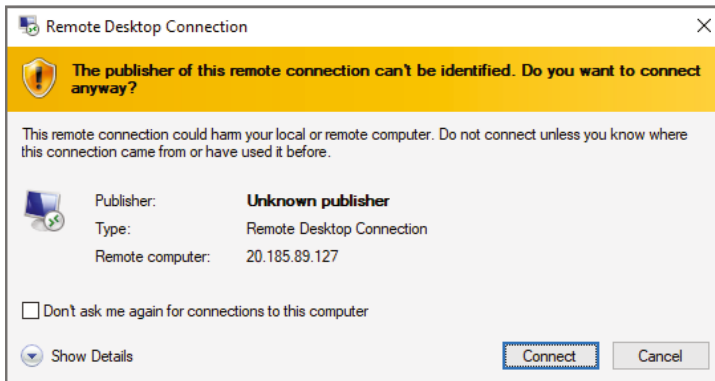 Remote Desktop Connection
The publisher of this remote connection can't be identified. Do you want to connect
anyway?
This remote connection could harm your local or remote computer. Do not connect unless you know where
this connection came from or have used it before.
Publisher: Unknown publisher
Type: Remote Desktop Connection
Remote computer: 20.185.89.127
Don't ask me again for connections to this computer
Show Details Connect Cancel